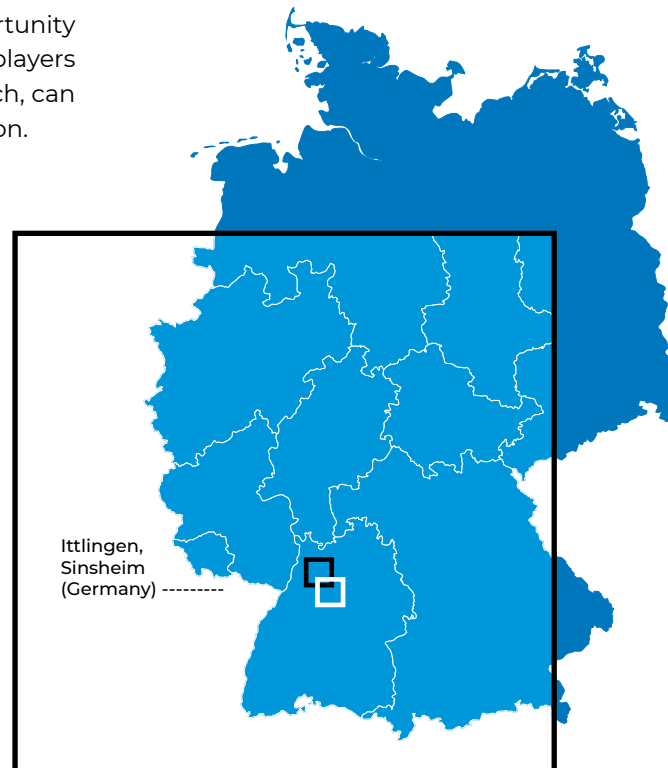 rtunity
players
ch, can
on.
Ittlingen,
Sinsheim
(Germany) ---------